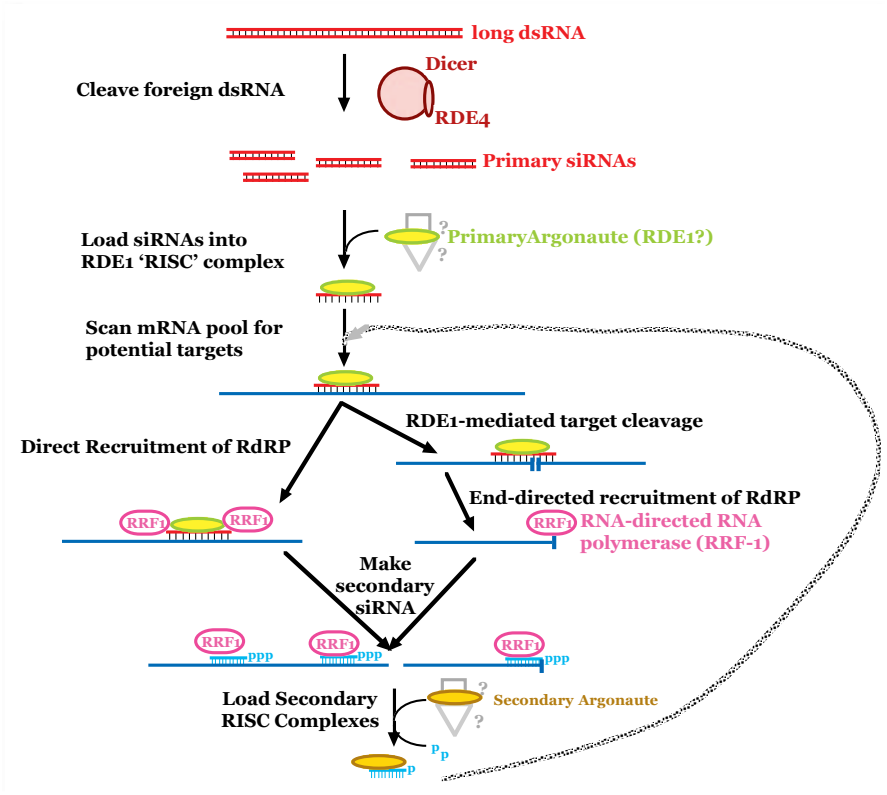 long dsRNA
Dicer
Cleave foreign dsRNA
RDE4
Primary siRNAs
?
Load siRNAs into
PrimaryArgonaute (RDE1?)
RDE1 ‘RISC’ complex
?
Scan mRNA pool for
potential targets
RDE1-mediated target cleavage
Direct Recruitment of RdRP
End-directed recruitment of RdRP
RRF1
RRF1
RRF1
RNA-directed RNA
polymerase (RRF-1)
Make
secondary
siRNA
RRF1
ppp
RRF1
ppp
RRF1
ppp
Load Secondary
RISC Complexes
?
Secondary Argonaute
?
p
p
p